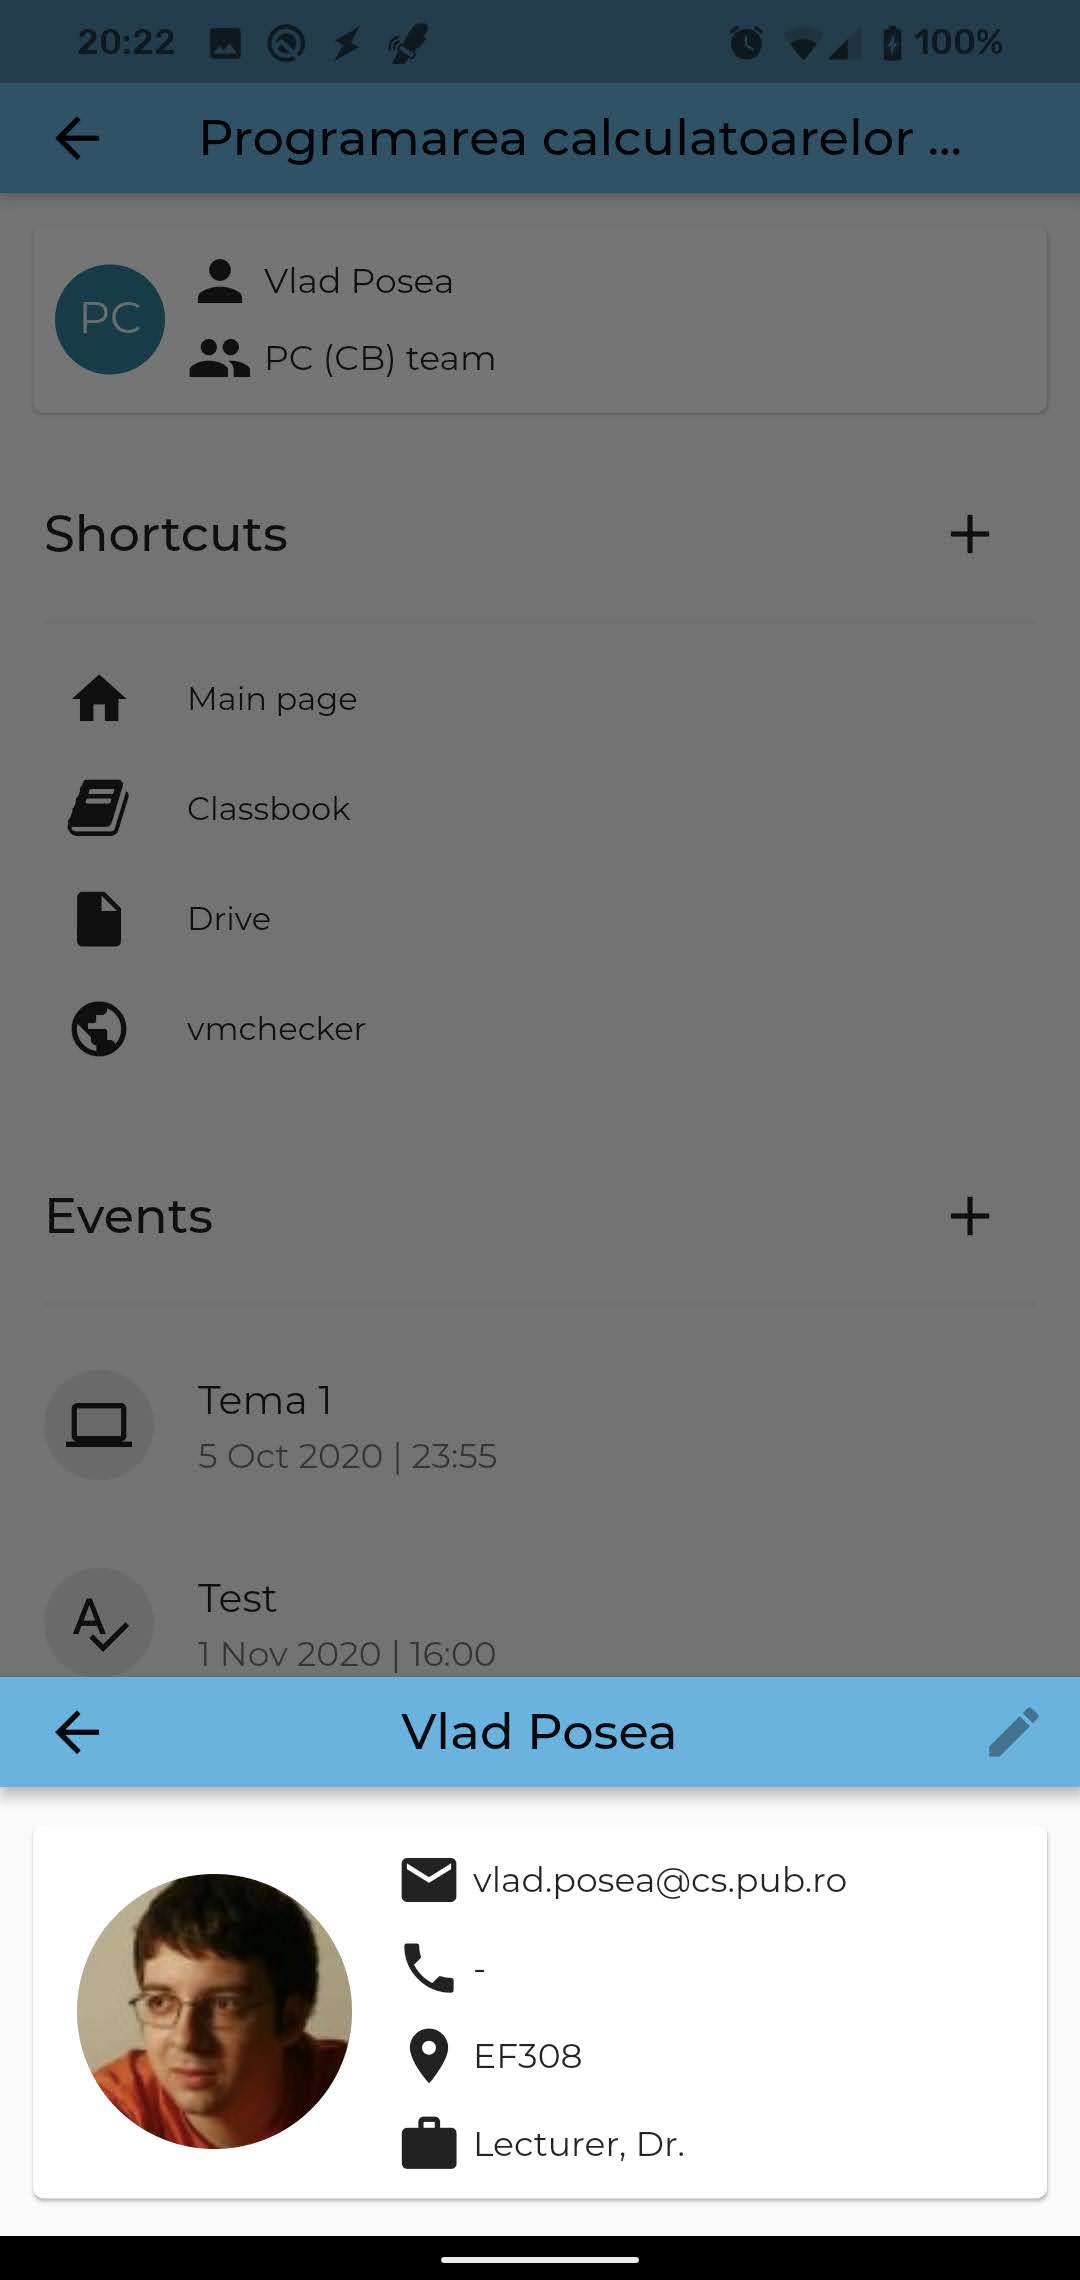 20:22
100%
Programarea calculatoarelor ...
PC
Vlad Posea
PC (CB) team
Shortcuts
Main page
Classbook
Drive
vmchecker
Events
Tema 1
5 Oct 2020 | 23:55
Test
1 Nov 2020 | 16:00
Vlad Posea
vlad.posea@cs.pub.ro
-
EF308
Lecturer, Dr.